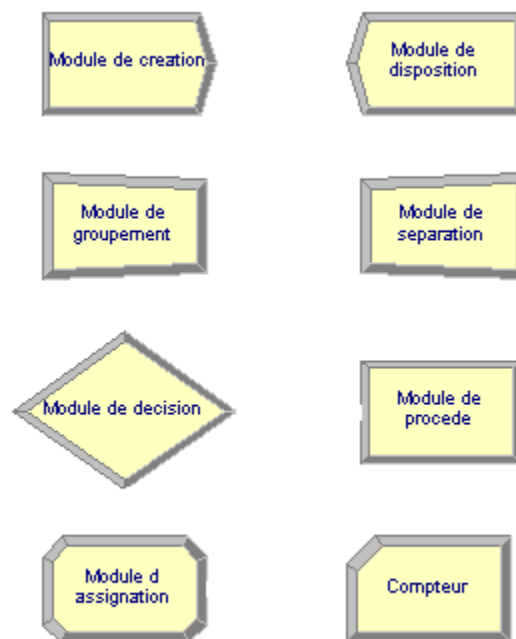 Module de creation
Module de
disposition
Module de
groupement
Module de
separation
Module de decision
Module de
procede
Module d
assignation
Compteur